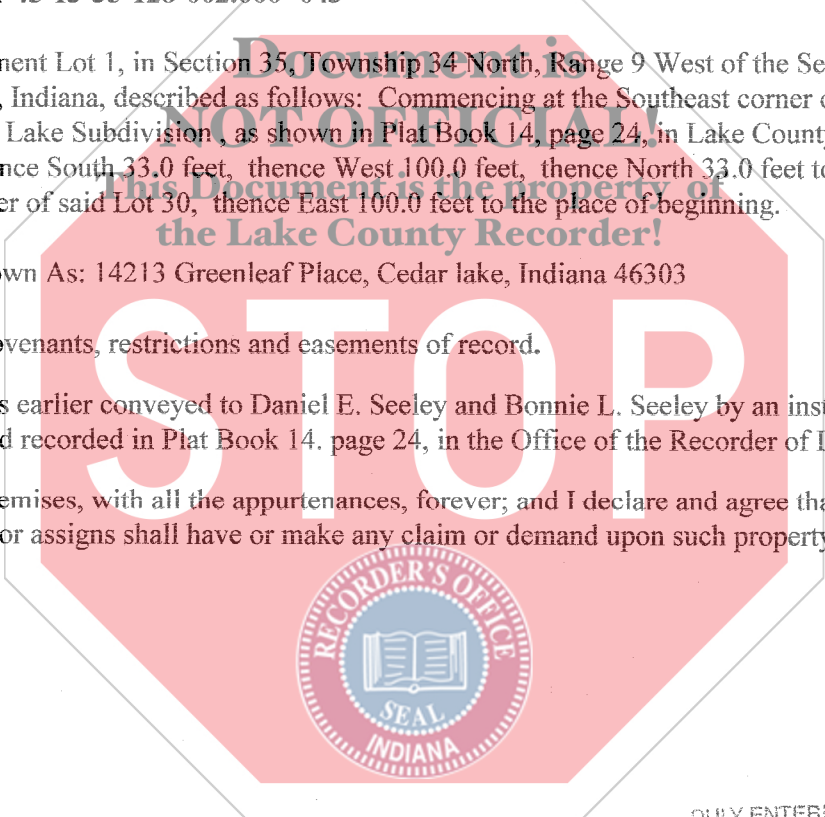 ment Lot 1, in Section 35, Township 34 North, Range 9 West of the Se
Document is
, Indiana, described as follows: Commencing at the Southeast corner
NOT OFFICIAL!
Lake Subdivision , as shown in Plat Book 14, page 24, in Lake County
nce South 33.0 feet, thence West 100.0 feet, thence North 33.0 feet to
This Document is the property of
er of said Lot 30, thence East 100.0 feet to the place of beginning.
the Lake County Recorder!
own As: 14213 Greenleaf Place, Cedar lake, Indiana 46303
STOP
ovenants, restrictions and easements of record.
s earlier conveyed to Daniel E. Seeley and Bonnie L. Seeley by an inst
d recorded in Plat Book 14. page 24, in the Office of the Recorder of L
emises, with all the appurtenances, forever; and I declare and agree tha
or assigns shall have or make any claim or demand upon such property
RECORDER'S OFFICE
SEAL
INDIANA